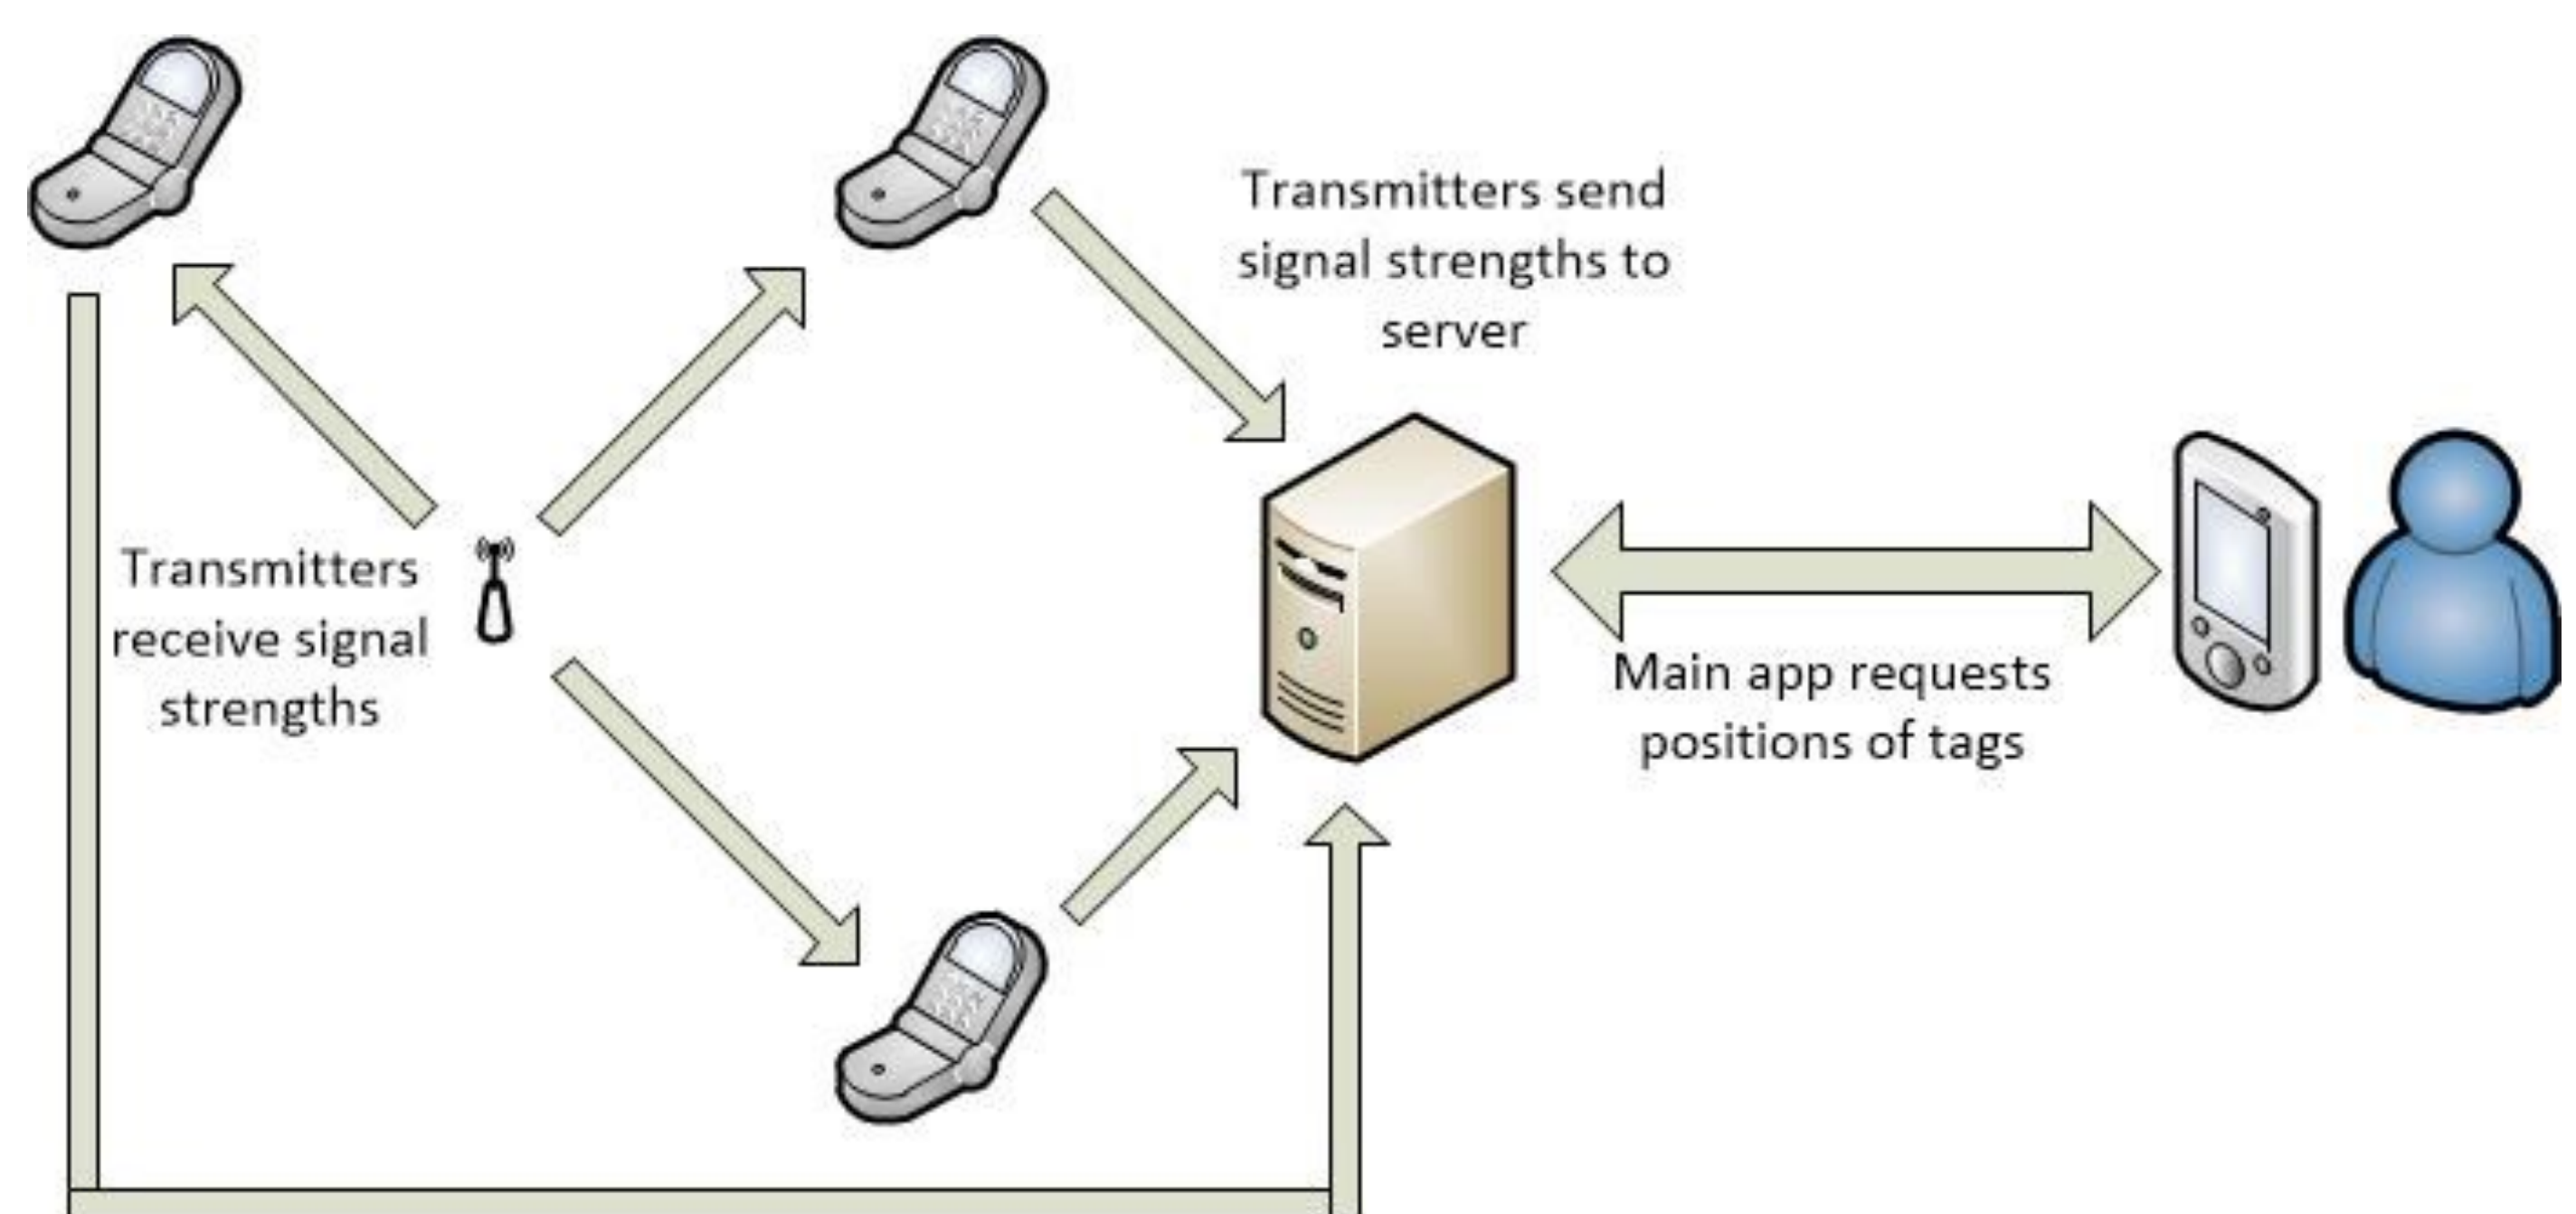 Transmitters send
signal strengths to
server
Transmitters
receive signal
strengths
Main app requests
positions of tags